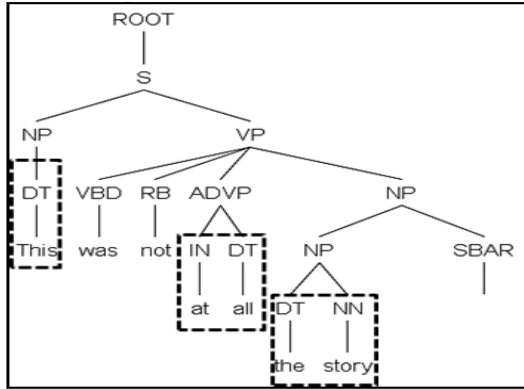 ROOT
S
NP VP
DT VBD RB ADVP NP
This was not IN DT NP SBAR
at all DT NN
the story